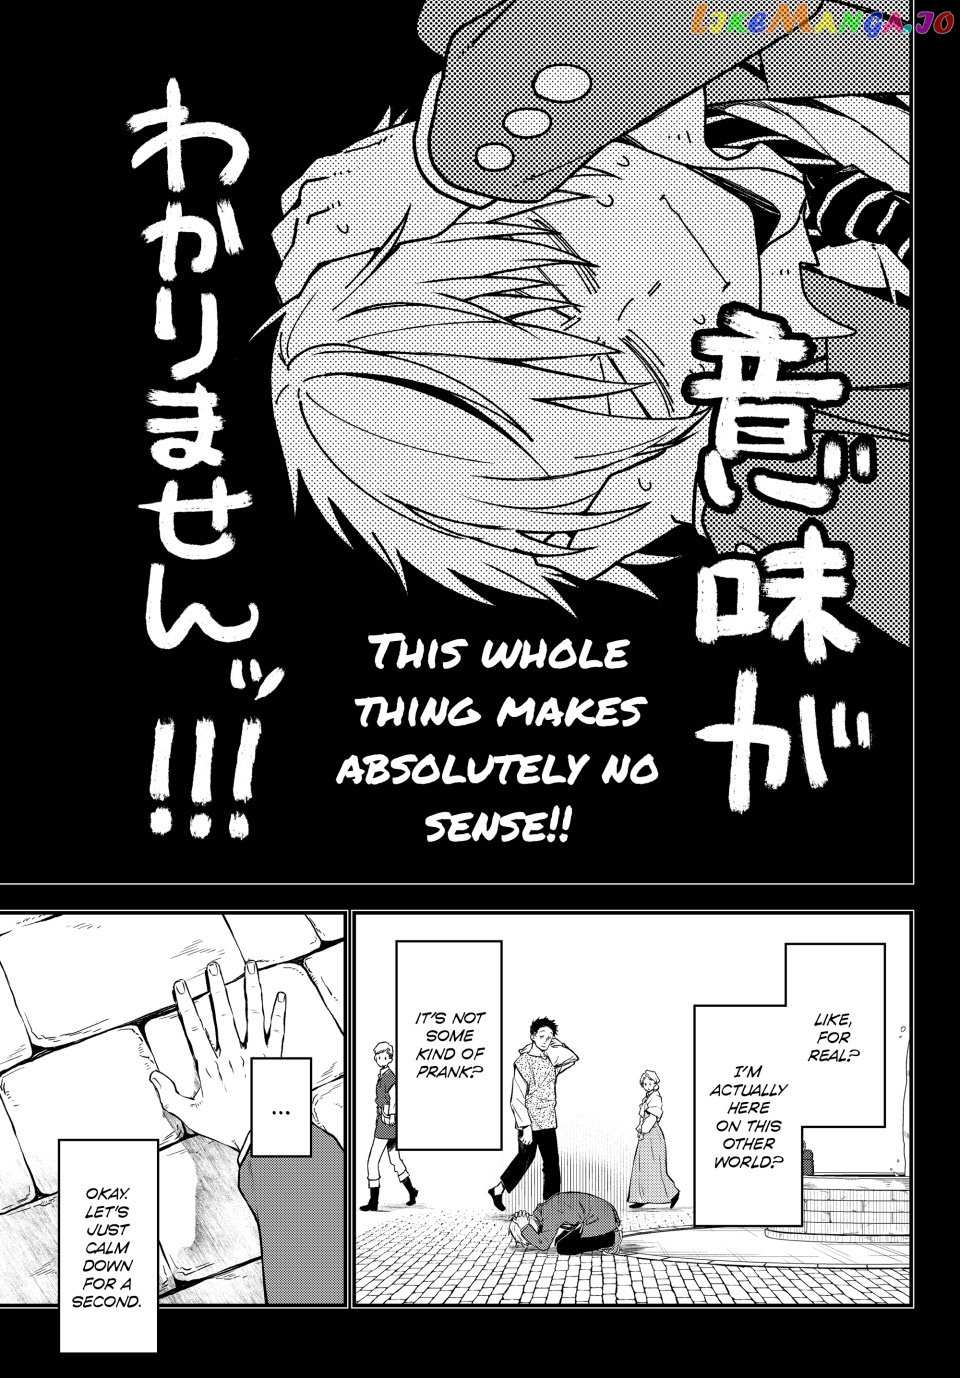 LIKEMANGA.IO
意味が
わかりませんッ!!!
THIS WHOLE
THING MAKES
ABSOLUTELY NO
SENSE!!
LIKE,
FOR
REAL?
I'M
ACTUALLY
HERE
ON THIS
OTHER
WORLD?
IT'S NOT
SOME
KIND OF
PRANK?
...
OKAY.
LET'S
JUST
CALM
DOWN
FOR A
SECOND.